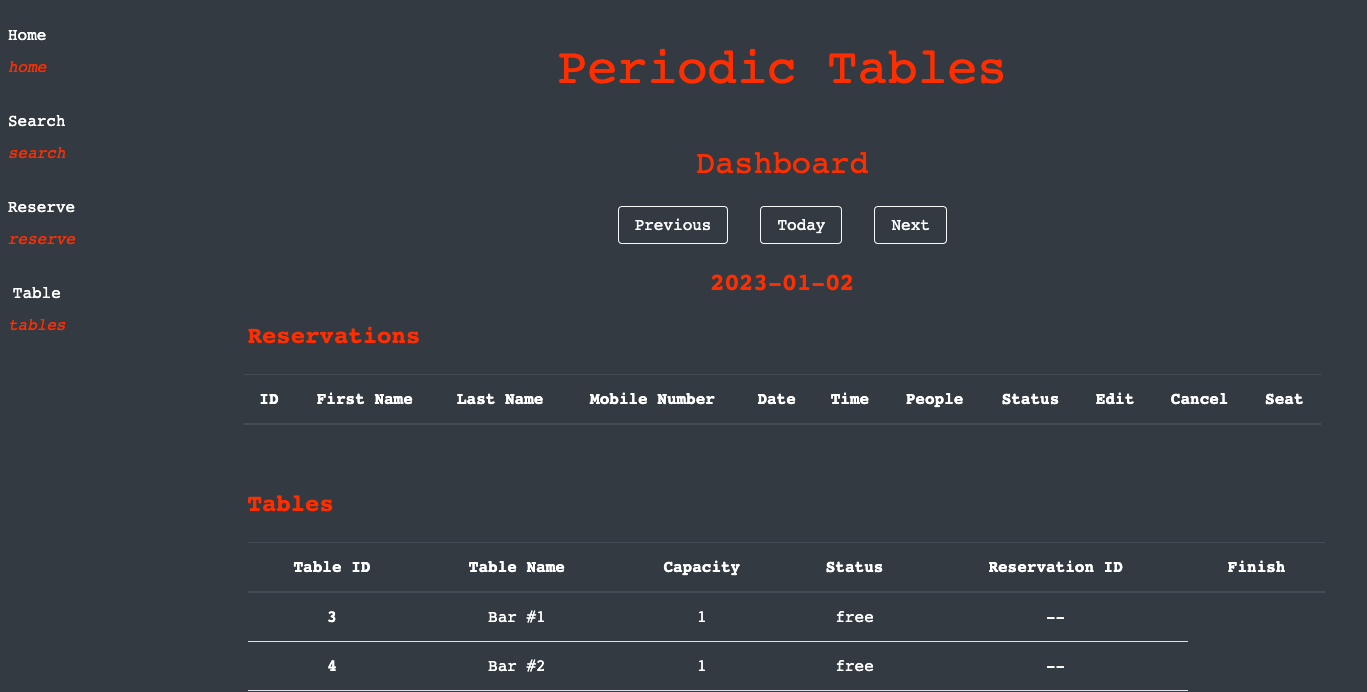 Home
home
Search
search
Reserve
reserve
Table
tables
Periodic Tables
Dashboard
Previous Today Next
2023-01-02
Reservations
ID First Name Last Name Mobile Number Date Time People Status Edit Cancel Seat
Tables
Table ID Table Name Capacity Status Reservation ID Finish
3 Bar #1 1 free --
4 Bar #2 1 free --